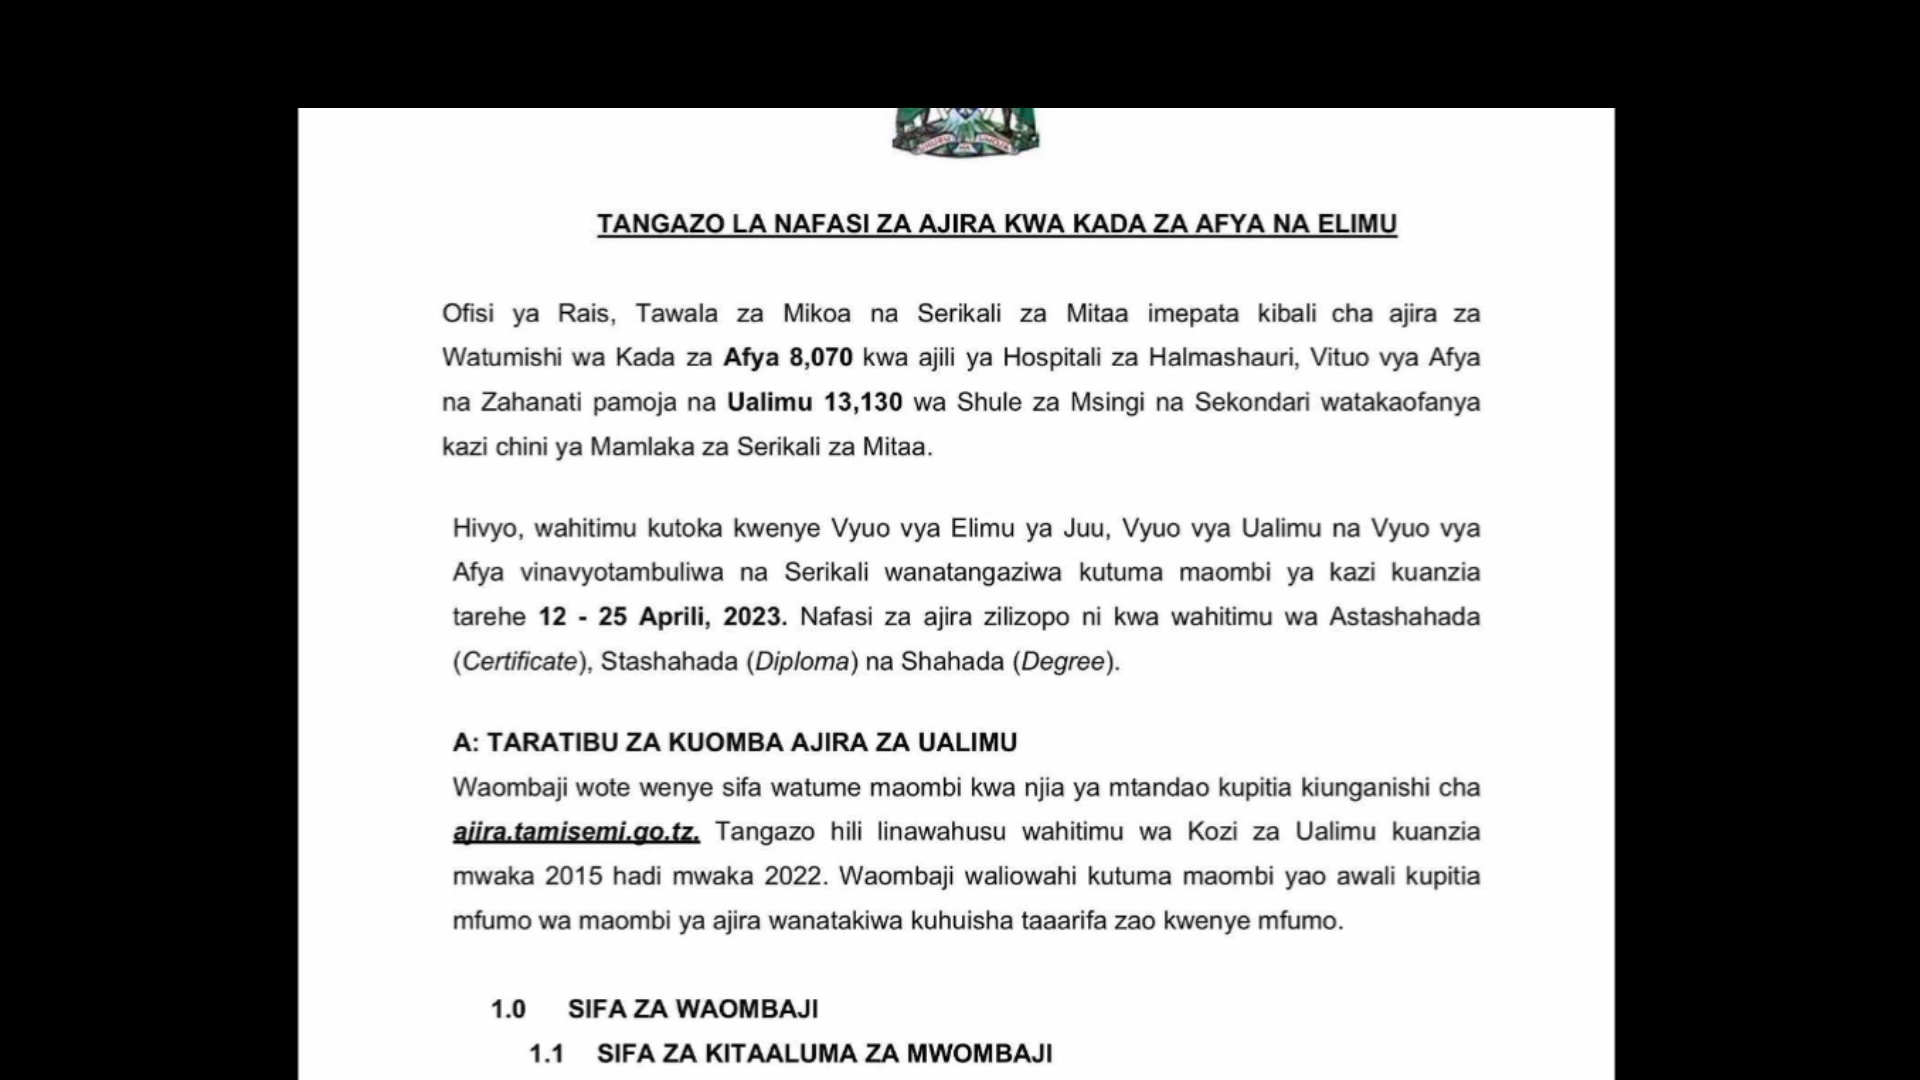 UHURU NA UMOJA
TANGAZO LA NAFASI ZA AJIRA KWA KADA ZA AFYA NA ELIMU
Ofisi ya Rais, Tawala za Mikoa na Serikali za Mitaa imepata kibali cha ajira za
Watumishi wa Kada za Afya 8,070 kwa ajili ya Hospitali za Halmashauri, Vituo vya Afya
na Zahanati pamoja na Ualimu 13,130 wa Shule za Msingi na Sekondari watakaofanya
kazi chini ya Mamlaka za Serikali za Mitaa.
Hivyo, wahitimu kutoka kwenye Vyuo vya Elimu ya Juu, Vyuo vya Ualimu na Vyuo vya
Afya vinavyotambuliwa na Serikali wanatangaziwa kutuma maombi ya kazi kuanzia
tarehe 12 - 25 Aprili, 2023. Nafasi za ajira zilizopo ni kwa wahitimu wa Astashahada
(Certificate), Stashahada (Diploma) na Shahada (Degree).
A: TARATIBU ZA KUOMBA AJIRA ZA UALIMU
Waombaji wote wenye sifa watume maombi kwa njia ya mtandao kupitia kiunganishi cha
ajira.tamisemi.go.tz. Tangazo hili linawahusu wahitimu wa Kozi za Ualimu kuanzia
mwaka 2015 hadi mwaka 2022. Waombaji waliowahi kutuma maombi yao awali kupitia
mfumo wa maombi ya ajira wanatakiwa kuhuisha taaarifa zao kwenye mfumo.
1.0 SIFA ZA WAOMBAJI
1.1 SIFA ZA KITAALUMA ZA MWOMBAJI